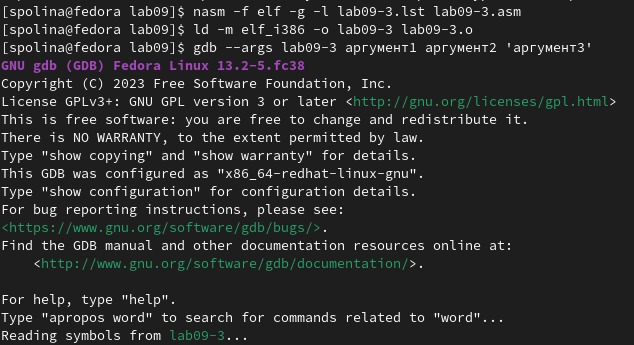 [spolina@fedora lab09]$ nasm -f elf -g -l lab09-3.lst lab09-3.asm
[spolina@fedora lab09]$ ld -m elf_i386 -o lab09-3 lab09-3.o
[spolina@fedora lab09]$ gdb --args lab09-3 аргумент1 аргумент2 'аргумент3'
GNU gdb (GDB) Fedora Linux 13.2-5.fc38
Copyright (C) 2023 Free Software Foundation, Inc.
License GPLv3+: GNU GPL version 3 or later <http://gnu.org/licenses/gpl.html>
This is free software: you are free to change and redistribute it.
There is NO WARRANTY, to the extent permitted by law.
Type "show copying" and "show warranty" for details.
This GDB was configured as "x86_64-redhat-linux-gnu".
Type "show configuration" for configuration details.
For bug reporting instructions, please see:
<https://www.gnu.org/software/gdb/bugs/>.
Find the GDB manual and other documentation resources online at:
    <http://www.gnu.org/software/gdb/documentation/>.

For help, type "help".
Type "apropos word" to search for commands related to "word"...
Reading symbols from lab09-3...